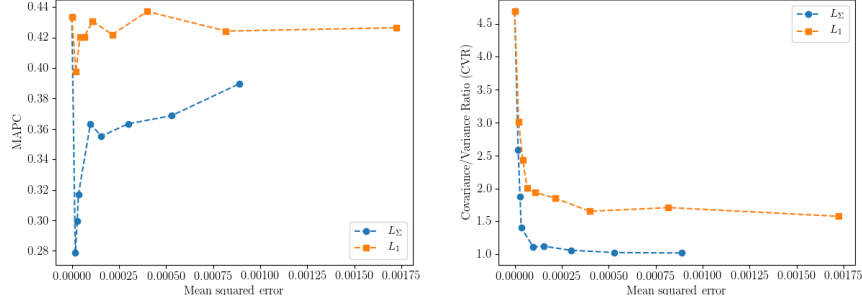 0.44
0.42
0.40
0.38
0.36
0.34
0.32
0.30
0.28
MAPC
0.00000 0.00025 0.00050 0.00075 0.00100 0.00125 0.00150 0.00175
Mean squared error
L_Σ
L_1
4.5
4.0
3.5
3.0
2.5
2.0
1.5
1.0
Covariance/Variance Ratio (CVR)
0.00000 0.00025 0.00050 0.00075 0.00100 0.00125 0.00150 0.00175
Mean squared error
L_Σ
L_1